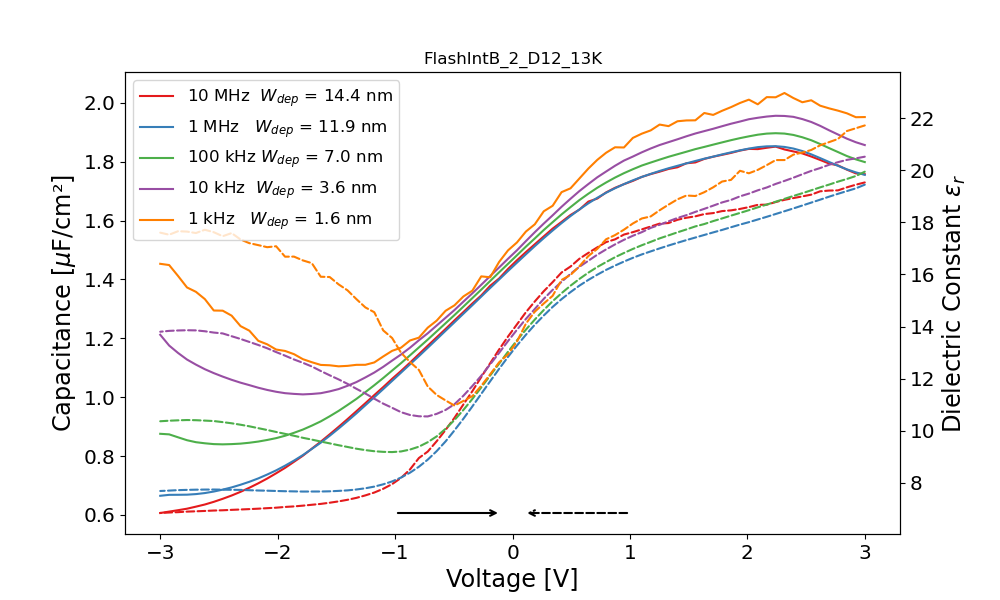 FlashIntB_2_D12_13K
10 MHz W_dep = 14.4 nm
1 MHz W_dep = 11.9 nm
100 kHz W_dep = 7.0 nm
10 kHz W_dep = 3.6 nm
1 kHz W_dep = 1.6 nm
Capacitance [μF/cm²]
2.0
1.8
1.6
1.4
1.2
1.0
0.8
0.6
22
20
18
16
14
12
10
8
Dielectric Constant ε_r
−3 −2 −1 0 1 2 3
Voltage [V]